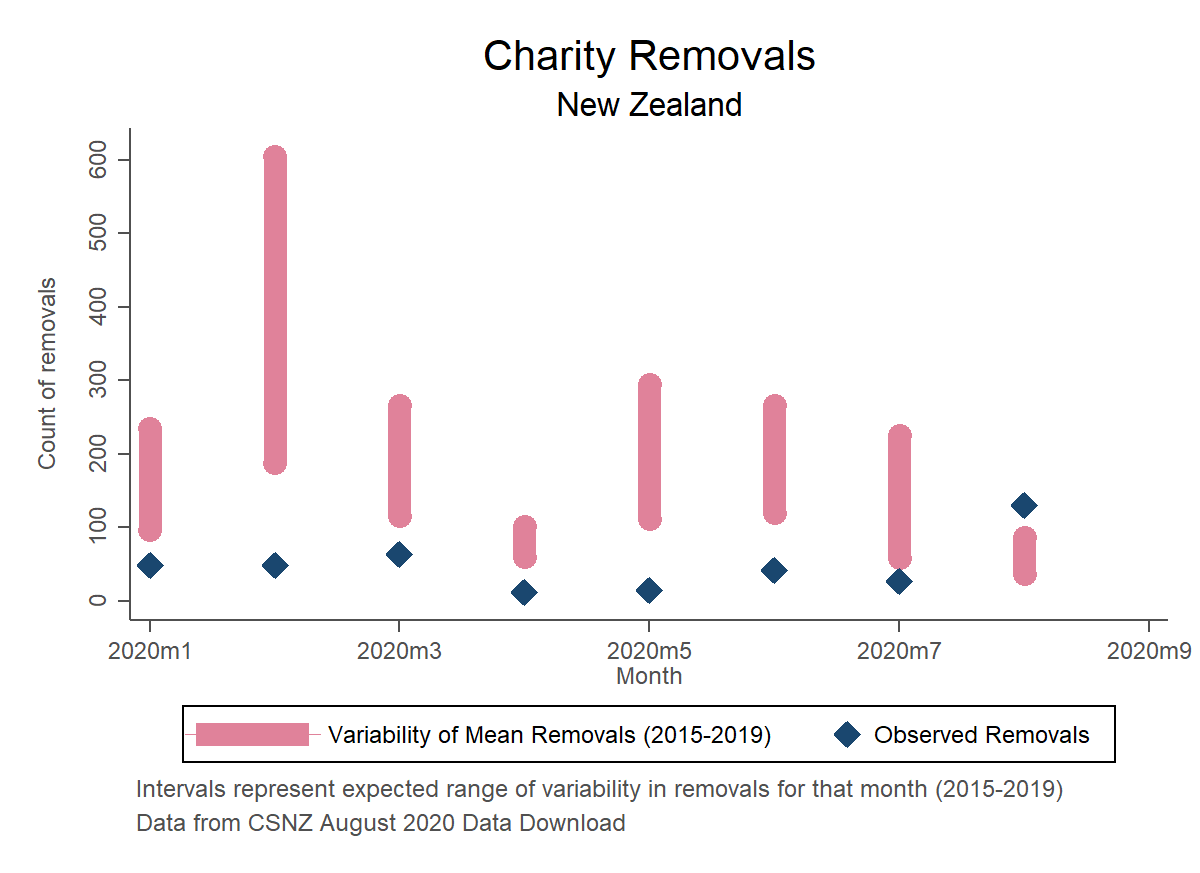 Charity Removals
New Zealand
Count of removals
600
500
400
300
200
100
0
2020m1 2020m3 2020m5 2020m7 2020m9
Month
Variability of Mean Removals (2015-2019) Observed Removals
Intervals represent expected range of variability in removals for that month (2015-2019)
Data from CSNZ August 2020 Data Download